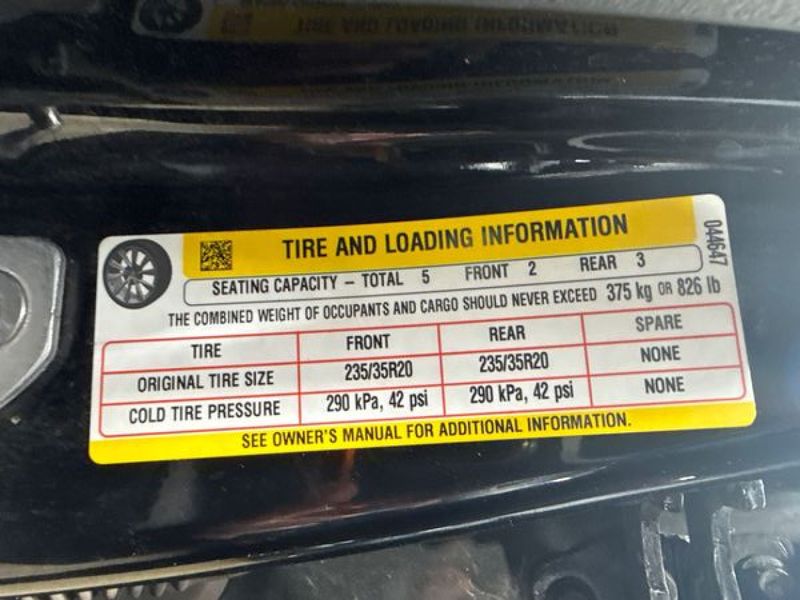 TIRE AND LOADING INFORMATION
044647
SEATING CAPACITY – TOTAL 5 FRONT 2 REAR 3
THE COMBINED WEIGHT OF OCCUPANTS AND CARGO SHOULD NEVER EXCEED 375 kg OR 826 lb
TIRE FRONT REAR SPARE
ORIGINAL TIRE SIZE 235/35R20 235/35R20 NONE
COLD TIRE PRESSURE 290 kPa, 42 psi 290 kPa, 42 psi NONE
SEE OWNER'S MANUAL FOR ADDITIONAL INFORMATION.